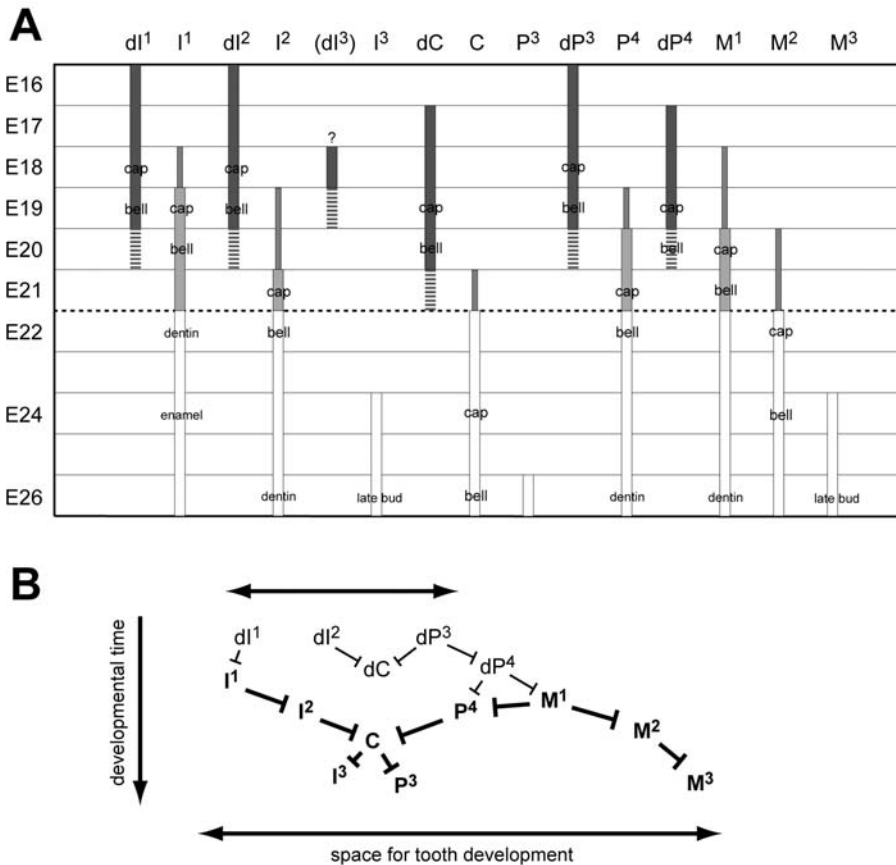 A
dI¹ I¹ dI² I² (dI³) I³ dC C P³ dP³ P⁴ dP⁴ M¹ M² M³
E16
E17
?
E18 cap cap cap
E19 bell cap bell cap bell cap
E20 bell bell bell cap
E21 cap cap bell
E22 dentin bell bell cap
E24 enamel cap bell
E26 dentin late bud bell dentin dentin late bud
B
developmental time
dI¹ dI² dP³
dC dP⁴
I¹
I² P⁴ M¹
C M²
I³ P³ M³
space for tooth development